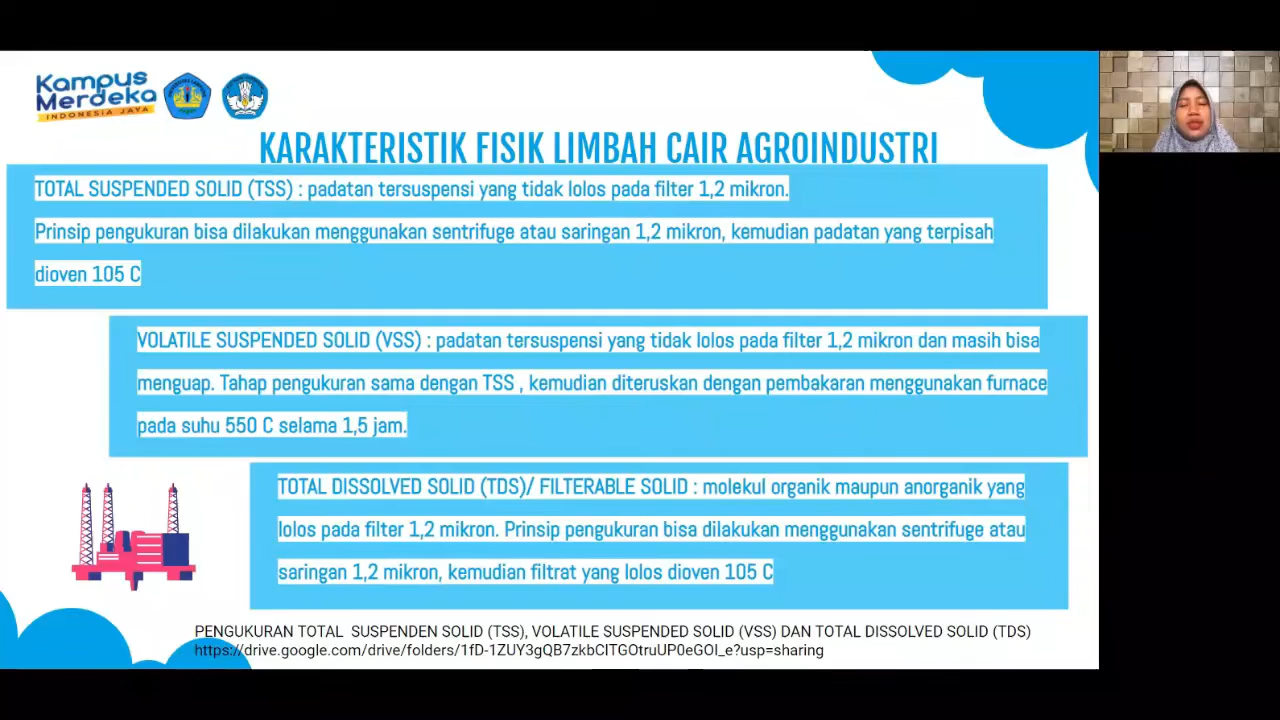 Kampus
Merdeka
INDONESIA JAYA
KARAKTERISTIK FISIK LIMBAH CAIR AGROINDUSTRI
TOTAL SUSPENDED SOLID (TSS) : padatan tersuspensi yang tidak lolos pada filter 1,2 mikron.
Prinsip pengukuran bisa dilakukan menggunakan sentrifuge atau saringan 1,2 mikron, kemudian padatan yang terpisah
dioven 105 C
VOLATILE SUSPENDED SOLID (VSS) : padatan tersuspensi yang tidak lolos pada filter 1,2 mikron dan masih bisa
menguap. Tahap pengukuran sama dengan TSS , kemudian diteruskan dengan pembakaran menggunakan furnace
pada suhu 550 C selama 1,5 jam.
TOTAL DISSOLVED SOLID (TDS)/ FILTERABLE SOLID : molekul organik maupun anorganik yang
lolos pada filter 1,2 mikron. Prinsip pengukuran bisa dilakukan menggunakan sentrifuge atau
saringan 1,2 mikron, kemudian filtrat yang lolos dioven 105 C
PENGUKURAN TOTAL SUSPENDEN SOLID (TSS), VOLATILE SUSPENDED SOLID (VSS) DAN TOTAL DISSOLVED SOLID (TDS)
https://drive.google.com/drive/folders/1fD-1ZUY3gQB7zkbCITGOtruUP0eGOI_e?usp=sharing